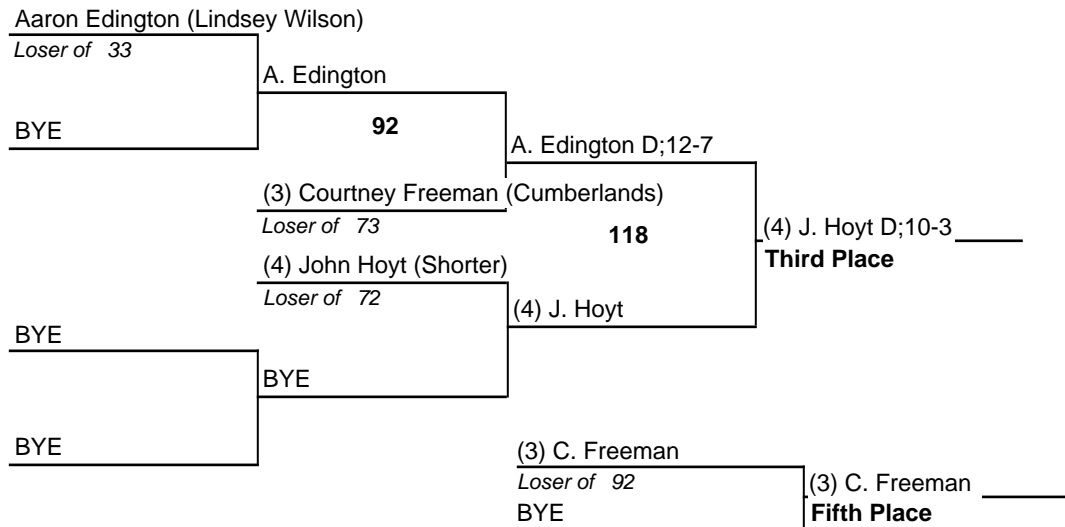 Aaron Edington (Lindsey Wilson)
Loser of 33
A. Edington
BYE
92
A. Edington D;12-7
(3) Courtney Freeman (Cumberlands)
Loser of 73
118
(4) J. Hoyt D;10-3
Third Place
(4) John Hoyt (Shorter)
Loser of 72
(4) J. Hoyt
BYE
BYE
BYE
(3) C. Freeman
Loser of 92
(3) C. Freeman
BYE
Fifth Place